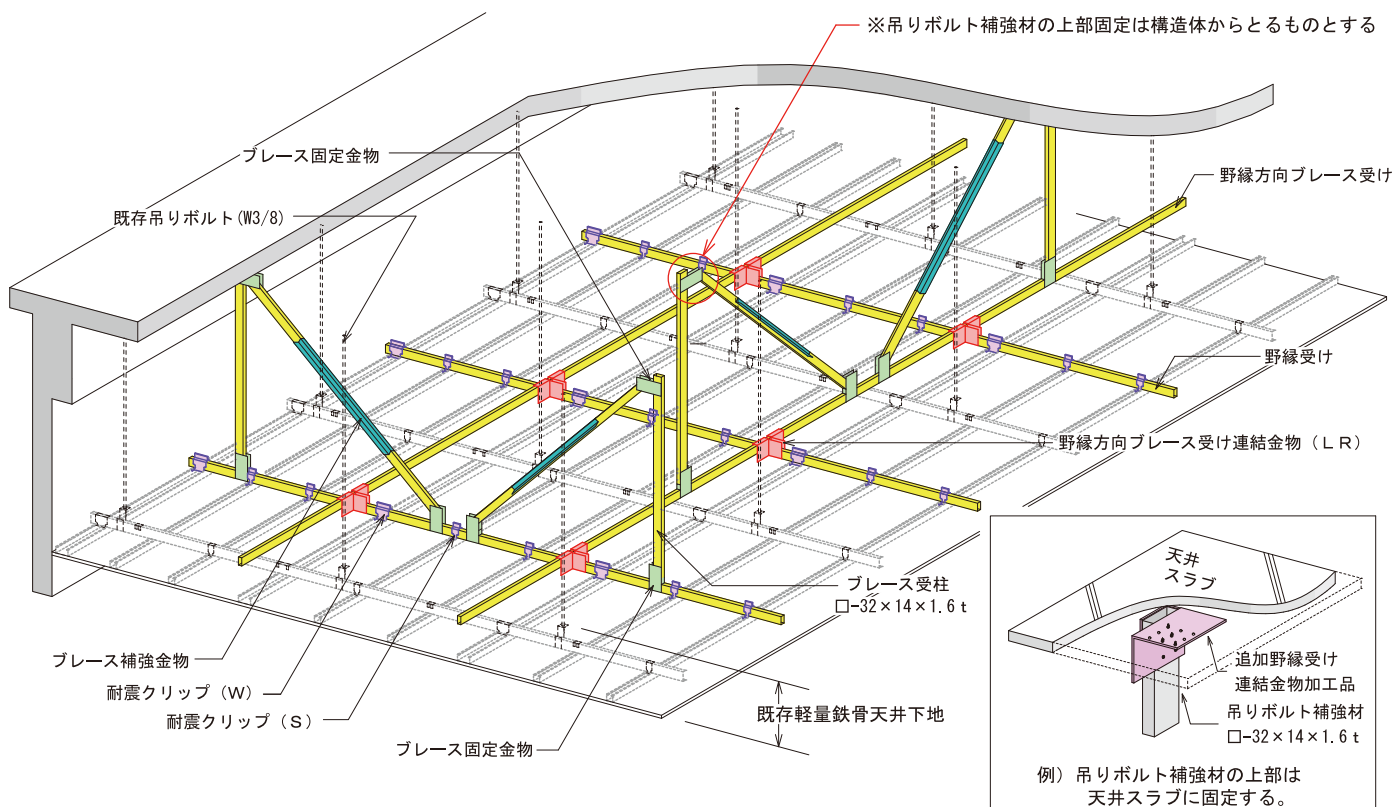 ※吊りボルト補強材の上部固定は構造体からとるものとする
ブレース固定金物
野縁方向ブレース受け
既存吊りボルト(W3/8)
野縁受け
野縁方向ブレース受け連結金物（ＬＲ）
ブレース受柱
□-32×14×1.6ｔ
ブレース補強金物
耐震クリップ（Ｗ）
耐震クリップ（Ｓ）
既存軽量鉄骨天井下地
ブレース固定金物
天井
スラブ
追加野縁受け
連結金物加工品
吊りボルト補強材
□-32×14×1.6ｔ
例）吊りボルト補強材の上部は
天井スラブに固定する。